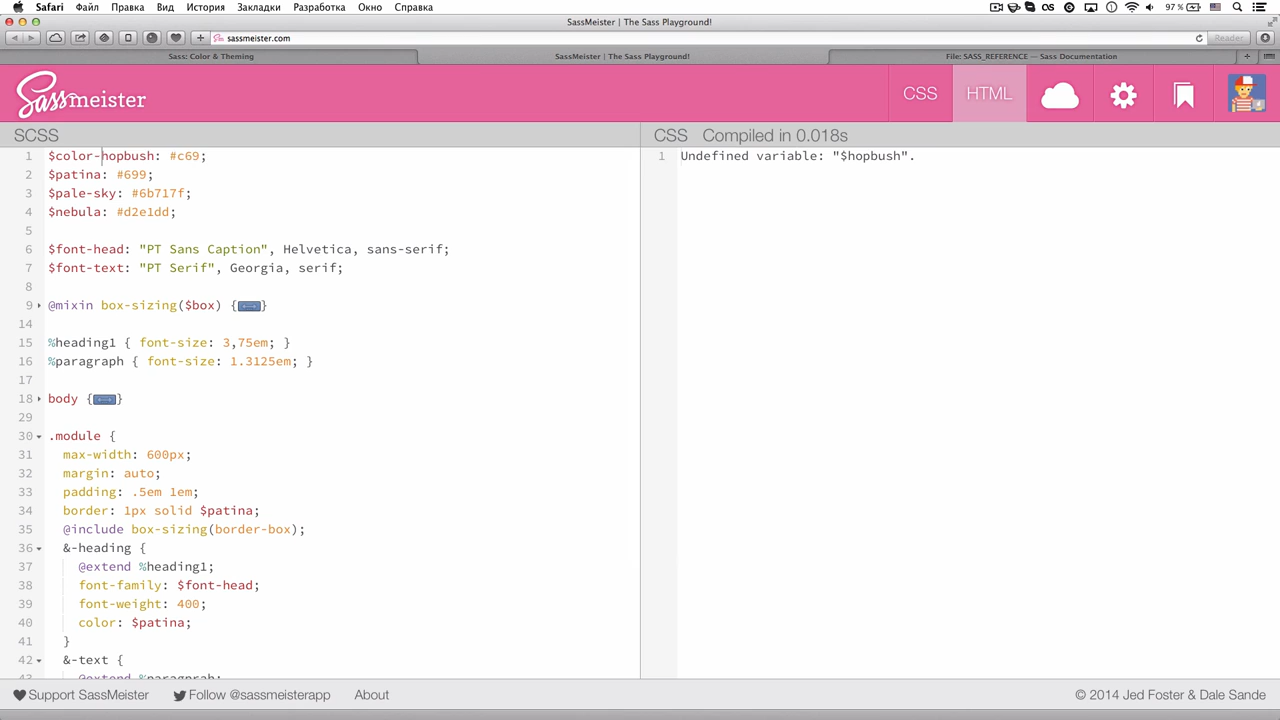 Safari Файл Правка Вид История Закладки Разработка Окно Справка 97 %
SassMeister | The Sass Playground!
sassmeister.com Reader
Sass: Color & Theming SassMeister | The Sass Playground! File: SASS_REFERENCE — Sass Documentation
Sassmeister CSS HTML
SCSS CSS Compiled in 0.018s
1 $color-hopbush: #c69; 1 Undefined variable: "$hopbush".
2 $patina: #699;
3 $pale-sky: #6b717f;
4 $nebula: #d2e1dd;
5
6 $font-head: "PT Sans Caption", Helvetica, sans-serif;
7 $font-text: "PT Serif", Georgia, serif;
8
9 @mixin box-sizing($box) {}
14
15 %heading1 { font-size: 3,75em; }
16 %paragraph { font-size: 1.3125em; }
17
18 body {}
29
30 .module {
31 max-width: 600px;
32 margin: auto;
33 padding: .5em 1em;
34 border: 1px solid $patina;
35 @include box-sizing(border-box);
36 &-heading {
37 @extend %heading1;
38 font-family: $font-head;
39 font-weight: 400;
40 color: $patina;
41 }
42 &-text {
43 @extend %paragraph;
Support SassMeister Follow @sassmeisterapp About © 2014 Jed Foster & Dale Sande